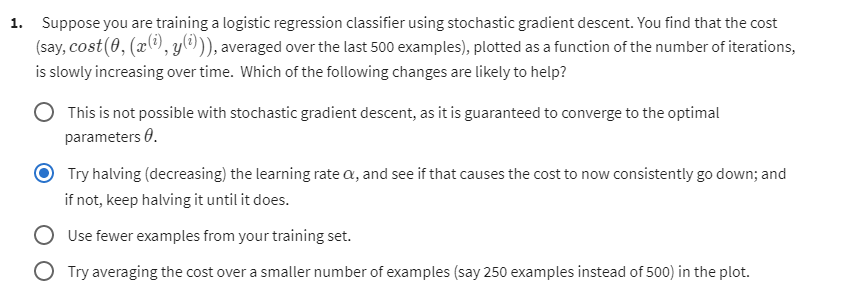 1. Suppose you are training a logistic regression classifier using stochastic gradient descent. You find that the cost
(say, cost(θ, (x⁽ⁱ⁾, y⁽ⁱ⁾)), averaged over the last 500 examples), plotted as a function of the number of iterations,
is slowly increasing over time. Which of the following changes are likely to help?
This is not possible with stochastic gradient descent, as it is guaranteed to converge to the optimal
parameters θ.
Try halving (decreasing) the learning rate α, and see if that causes the cost to now consistently go down; and
if not, keep halving it until it does.
Use fewer examples from your training set.
Try averaging the cost over a smaller number of examples (say 250 examples instead of 500) in the plot.